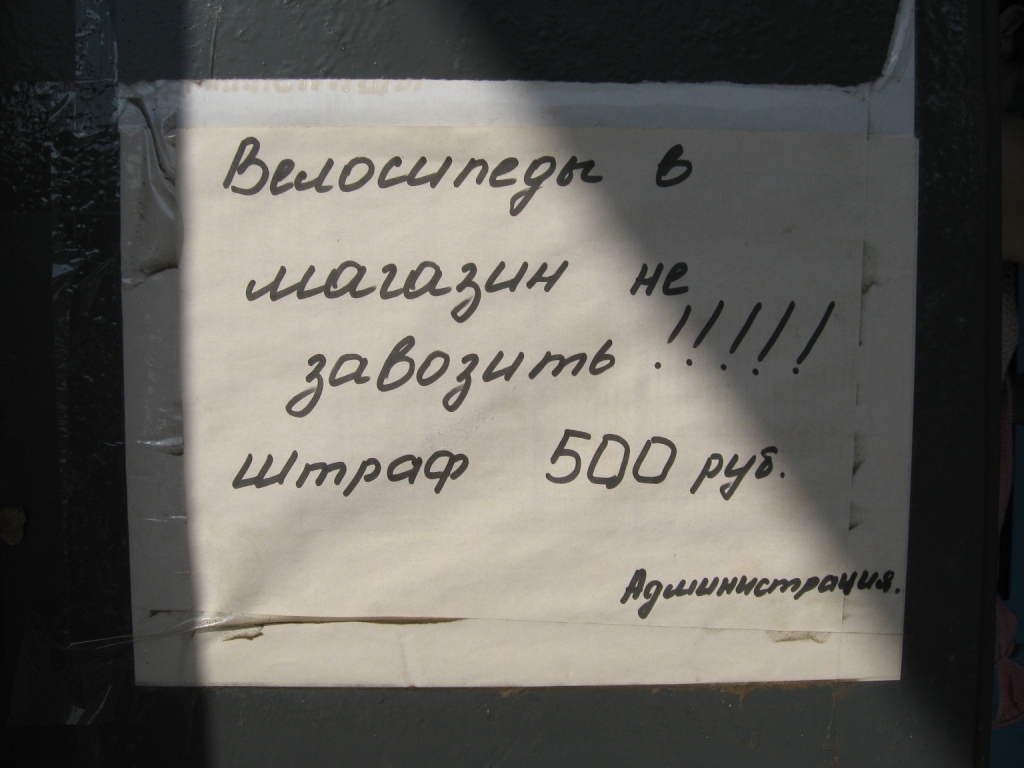 Велосипеды в
магазин не
завозить !!!!!
штраф 500 руб.
Администрация.